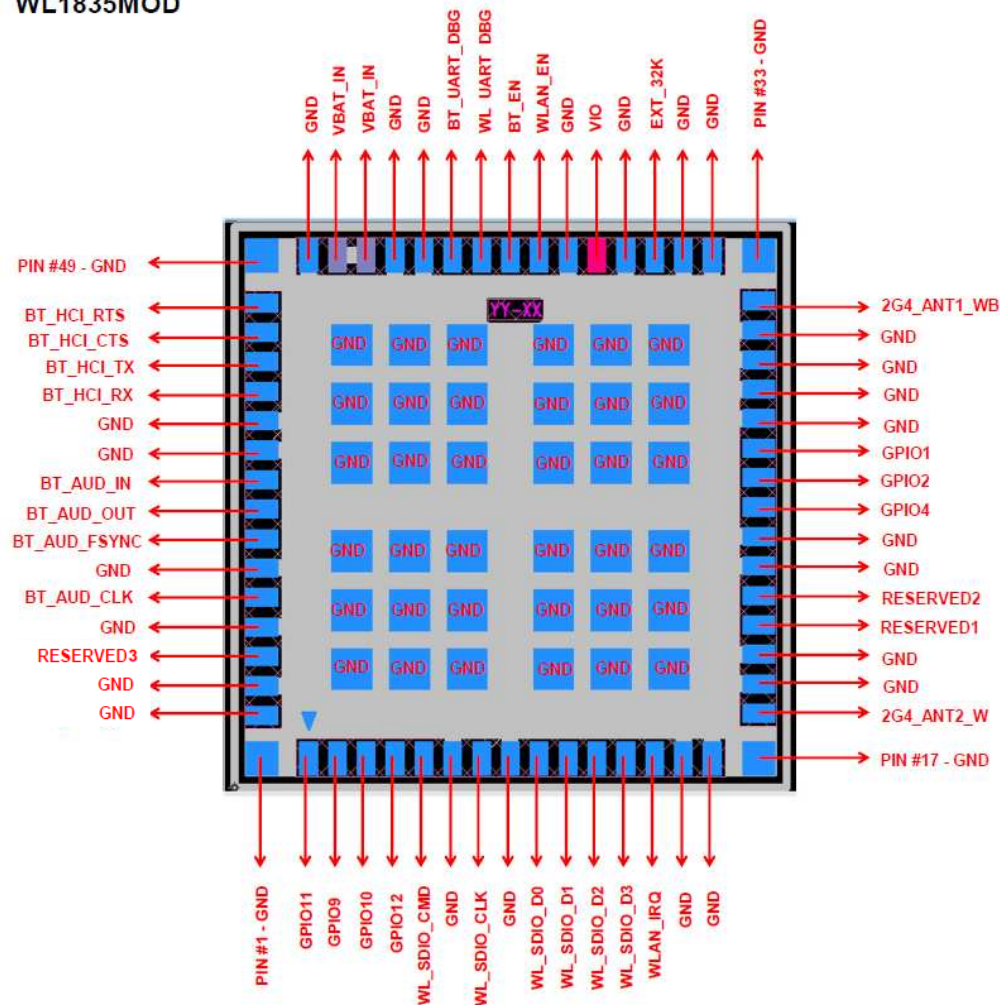 WL1835MOD
GND
VBAT_IN
VBAT_IN
GND
GND
BT_UART_DBG
WL_UART_DBG
BT_EN
WLAN_EN
GND
VIO
GND
EXT_32K
GND
GND
PIN #33 - GND
PIN #49 - GND
BT_HCI_RTS
BT_HCI_CTS
BT_HCI_TX
BT_HCI_RX
GND
GND
BT_AUD_IN
BT_AUD_OUT
BT_AUD_FSYNC
GND
BT_AUD_CLK
GND
RESERVED3
GND
GND
YY-XX
GND GND GND GND GND GND
GND GND GND GND GND GND
GND GND GND GND GND GND
GND GND GND GND GND GND
GND GND GND GND GND GND
GND GND GND GND GND GND
2G4_ANT1_WB
GND
GND
GND
GND
GPIO1
GPIO2
GPIO4
GND
GND
RESERVED2
RESERVED1
GND
GND
2G4_ANT2_W
PIN #17 - GND
PIN #1 - GND
GPIO11
GPIO9
GPIO10
GPIO12
WL_SDIO_CMD
GND
WL_SDIO_CLK
GND
WL_SDIO_D0
WL_SDIO_D1
WL_SDIO_D2
WL_SDIO_D3
WLAN_IRQ
GND
GND